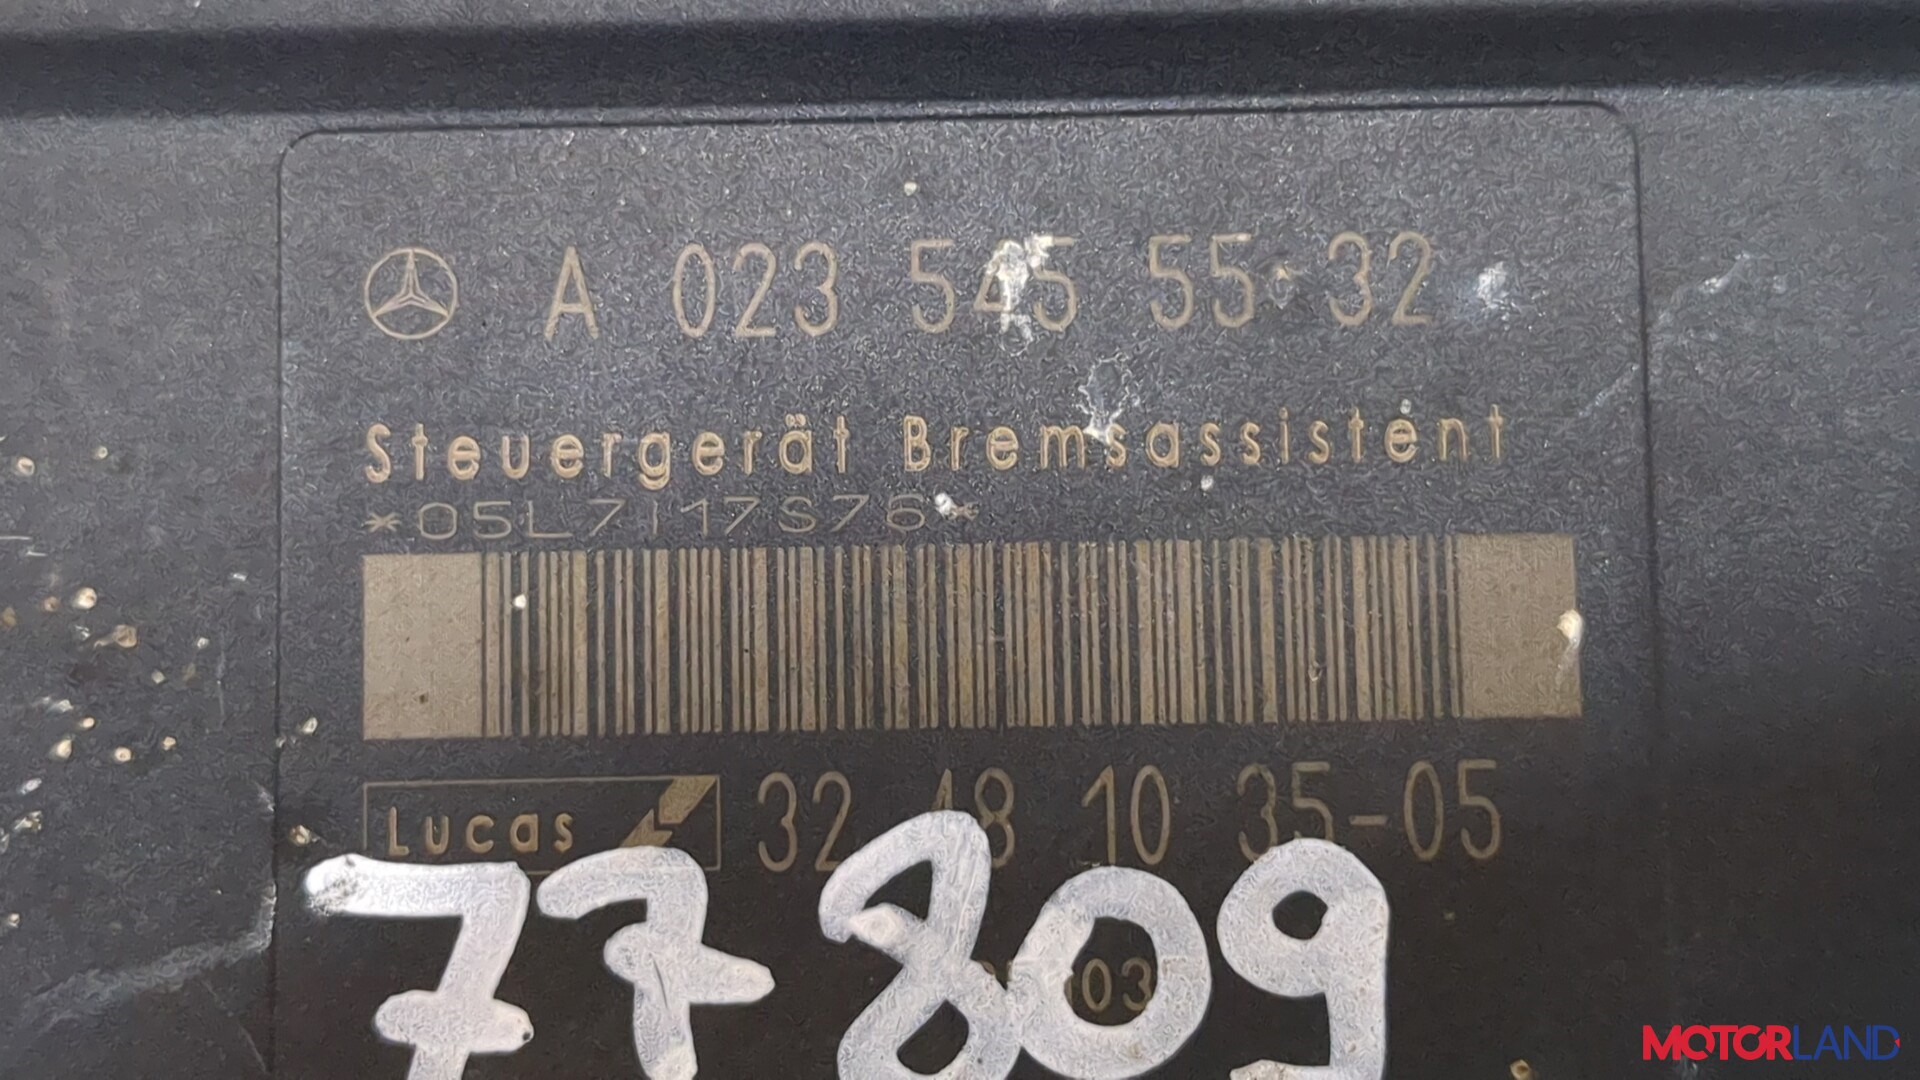 A 023 545 55 32
Steuergerät Bremsassistent
*05L7117S76*
Lucas 32 48 10 35-05
77809
MOTORLAND